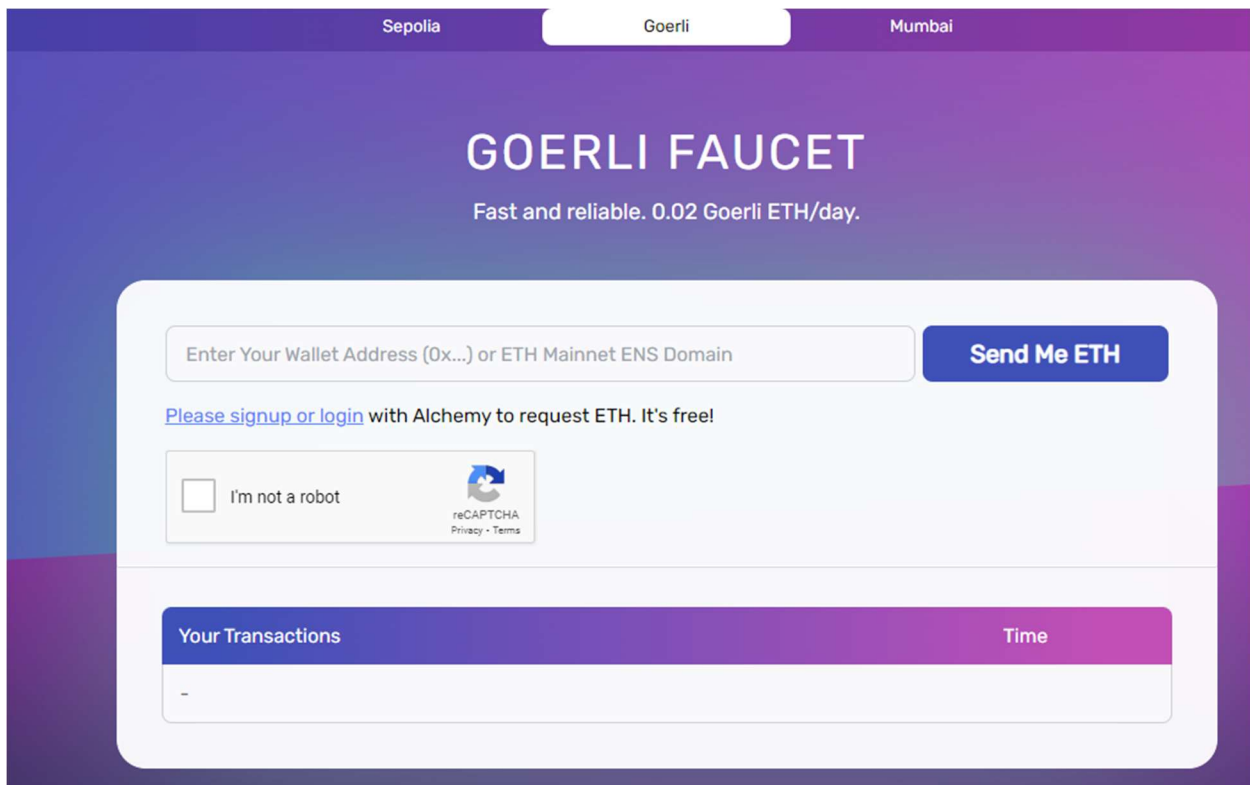 Sepolia Goerli Mumbai
GOERLI FAUCET
Fast and reliable. 0.02 Goerli ETH/day.
Enter Your Wallet Address (0x...) or ETH Mainnet ENS Domain Send Me ETH
Please signup or login with Alchemy to request ETH. It's free!
I'm not a robot
reCAPTCHA
Privacy - Terms
Your Transactions Time
-